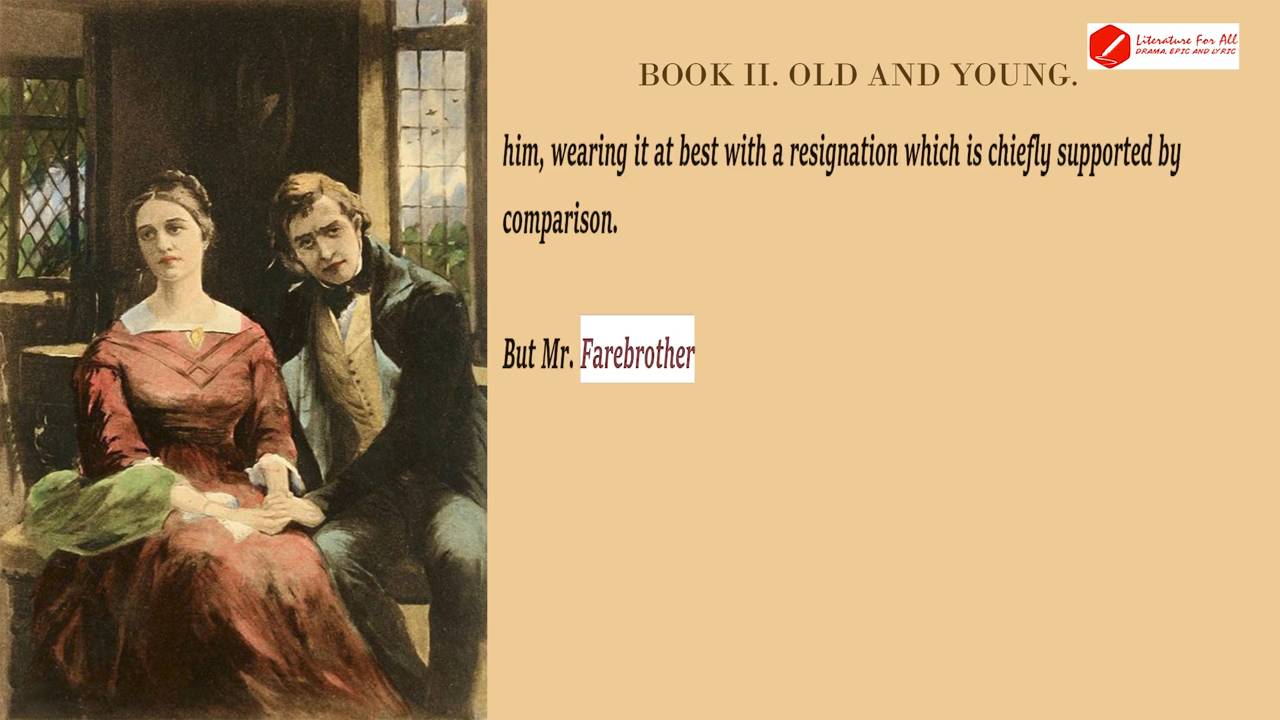 Literature For All
DRAMA, EPIC AND LYRIC
BOOK II. OLD AND YOUNG.
him, wearing it at best with a resignation which is chiefly supported by
comparison.
But Mr. Farebrother